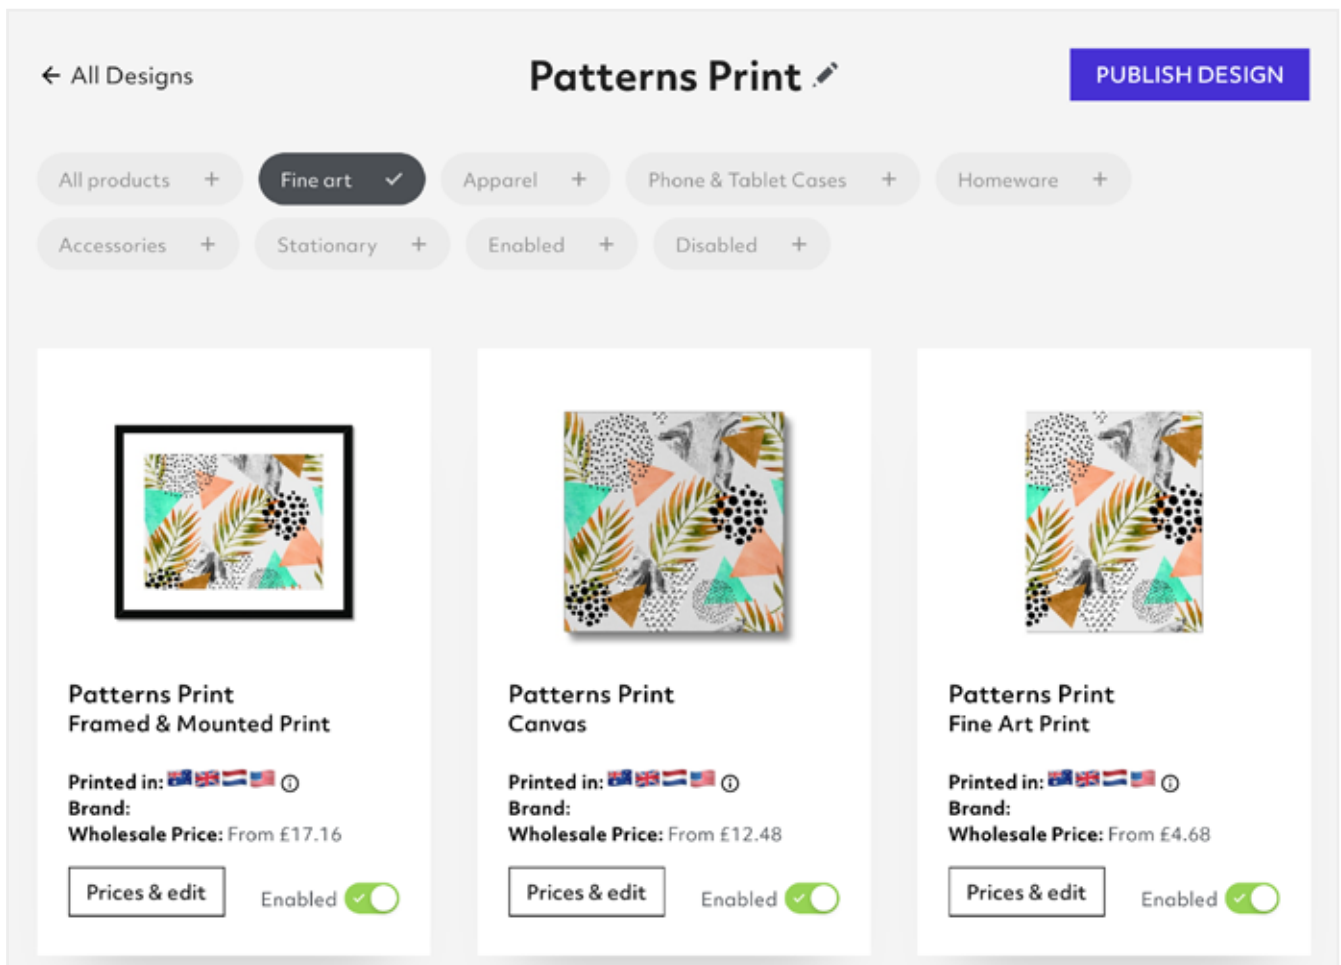 ← All Designs
Patterns Print
PUBLISH DESIGN
All products +
Fine art ✓
Apparel +
Phone & Tablet Cases +
Homeware +
Accessories +
Stationary +
Enabled +
Disabled +
Patterns Print
Framed & Mounted Print
Printed in:
Brand:
Wholesale Price: From £17.16
Prices & edit
Enabled
Patterns Print
Canvas
Printed in:
Brand:
Wholesale Price: From £12.48
Prices & edit
Enabled
Patterns Print
Fine Art Print
Printed in:
Brand:
Wholesale Price: From £4.68
Prices & edit
Enabled